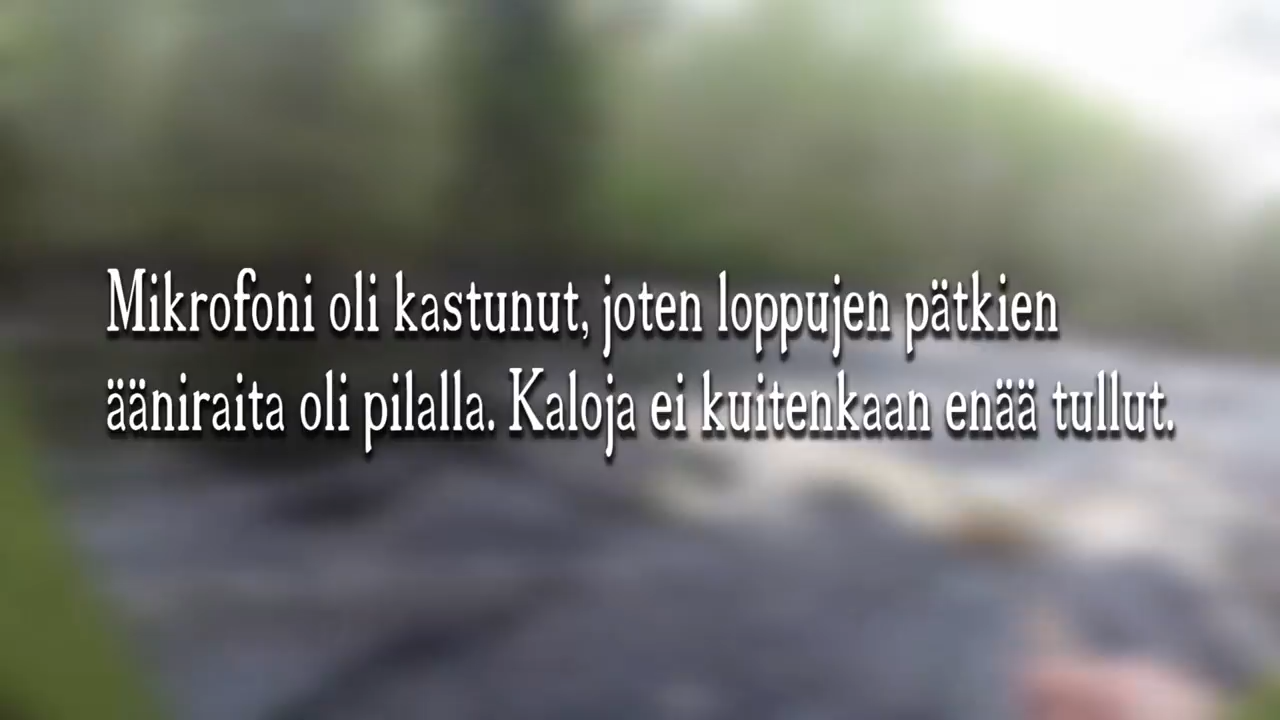 Mikrofoni oli kastunut, joten loppujen pätkien
ääniraita oli pilalla. Kaloja ei kuitenkaan enää tullut.